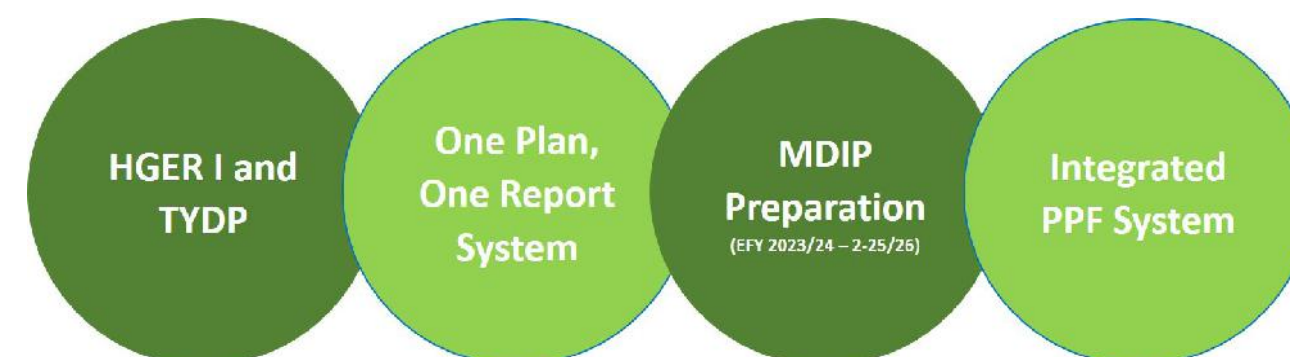 HGER I and
TYDP
One Plan,
One Report
System
MDIP
Preparation
(EFY 2023/24 – 2-25/26)
Integrated
PPF System